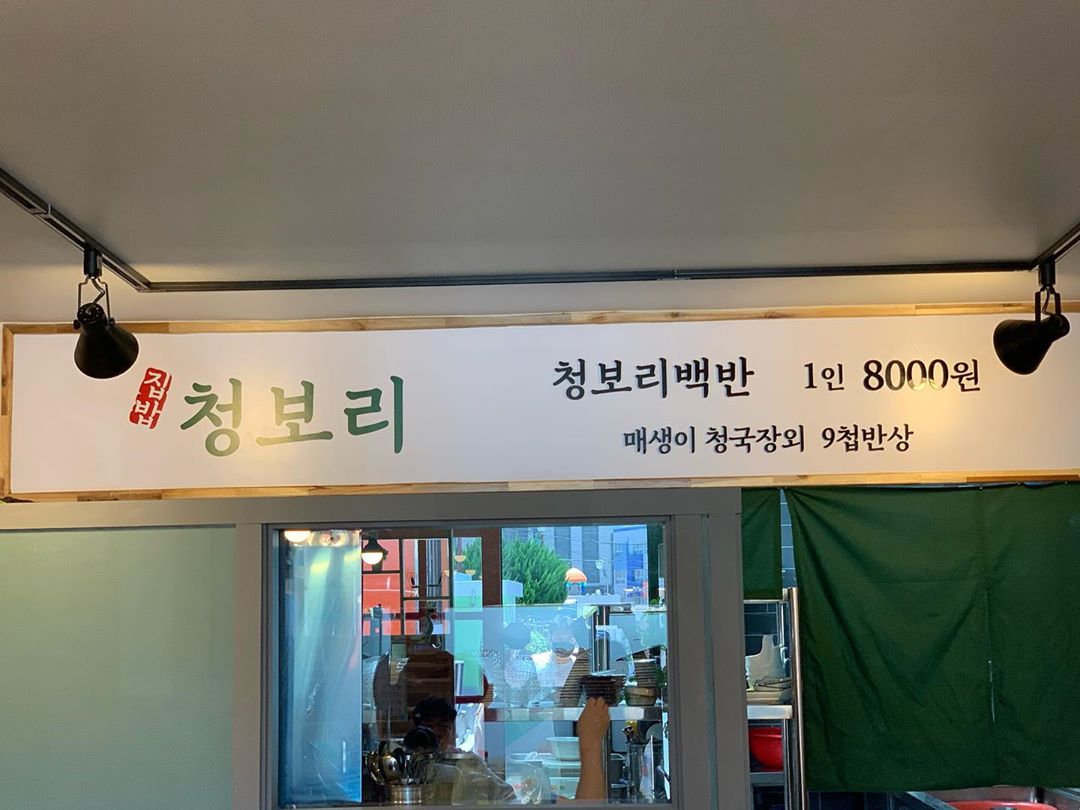 집밥
청보리
청보리백반 1인 8000원
매생이 청국장외 9첩반상